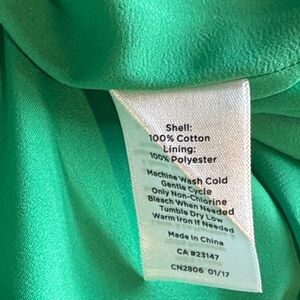 Shell:
100% Cotton
Lining:
100% Polyester
Machine Wash Cold
Gentle Cycle
Only Non-Chlorine
Bleach When Needed
Tumble Dry Low
Warm Iron If Needed
Made In China
CA #23147
CN2806 01/17